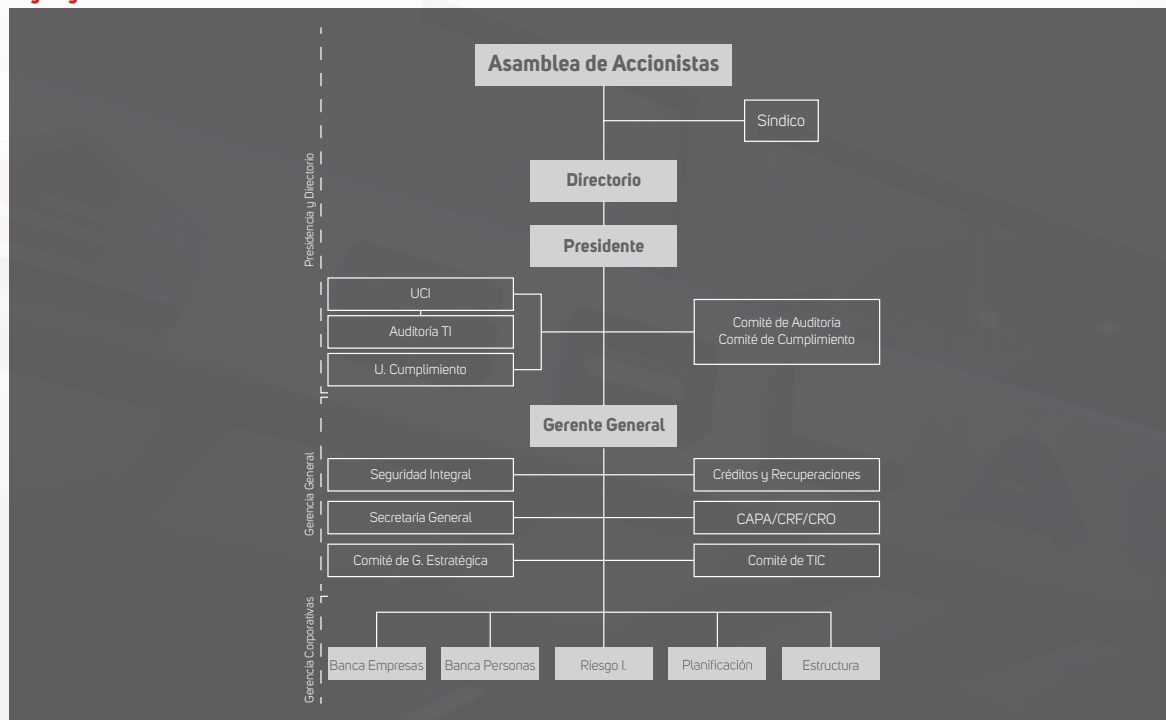 Asamblea de Accionistas
Síndico
Directorio
Presidente
Presidencia y Directorio
UCI
Auditoría TI
U. Cumplimiento
Comité de Auditoría
Comité de Cumplimiento
Gerente General
Gerencia General
Seguridad Integral
Créditos y Recuperaciones
Secretaría General
CAPA/CRF/CRO
Comité de G. Estratégica
Comité de TIC
Gerencia Corporativas
Banca Empresas
Banca Personas
Riesgo I.
Planificación
Estructura